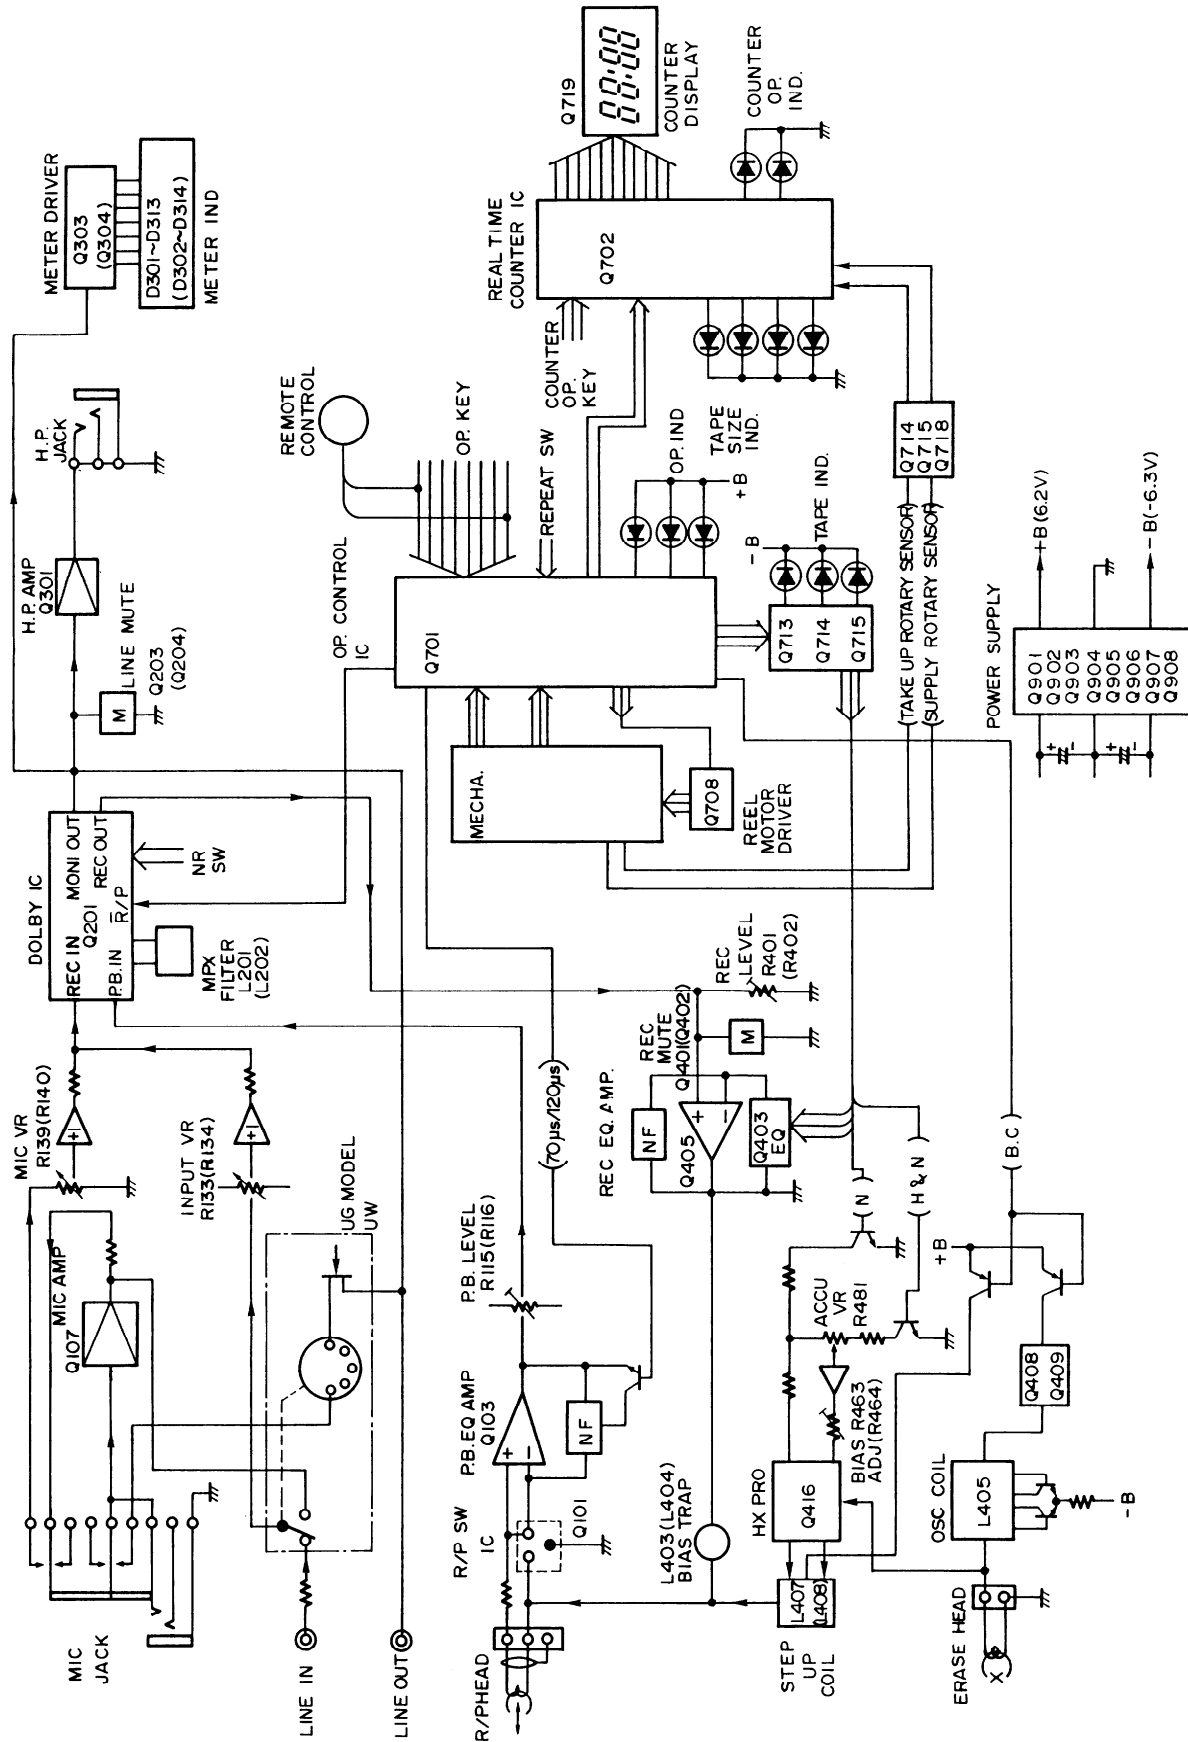 MIC
JACK
MIC AMP
Q107
MIC VR
R139(R140)
+1
INPUT VR
R133(R134)
+1
UG MODEL
UW
LINE IN
LINE OUT
DOLBY IC
REC IN
MONI OUT
Q201
P.B.IN
R/P
REC OUT
MPX
FILTER
L201
(L202)
NR
SW
M
LINE MUTE
Q203
(Q204)
H.P. AMP
Q301
H.P.
JACK
METER DRIVER
Q303
(Q304)
D301~D313
(D302~D314)
METER IND
R/PHEAD
R/P SW
IC
Q101
P.B.EQ AMP
Q103
+
-
NF
P.B. LEVEL
R115(R116)
70μs/120μs
OP. CONTROL
IC
Q701
REMOTE
CONTROL
OP. KEY
REPEAT SW
OP. IND
TAPE
SIZE
IND.
+B
MECHA.
Q708
REEL
MOTOR
DRIVER
Q713
Q714
Q715
-B
TAPE IND.
REAL TIME
COUNTER IC
Q702
COUNTER
OP.
KEY
Q719
00:00
COUNTER
DISPLAY
COUNTER
OP.
IND.
(TAKE UP ROTARY SENSOR)
(SUPPLY ROTARY SENSOR)
Q714
Q715
Q718
REC EQ. AMP.
NF
Q405
+
-
Q403
EQ
REC
MUTE
Q401(Q402)
M
REC
LEVEL
R401
(R402)
L403(L404)
BIAS TRAP
STEP
UP
COIL
L407
(L408)
HX PRO
Q416
BIAS R463
ADJ(R464)
ACCU
VR
R481
(N)
(H & N)
(B.C)
+B
Q408
Q409
OSC COIL
L405
-B
ERASE HEAD
X
POWER SUPPLY
+
-
+
-
Q901
Q902
Q903
Q904
Q905
Q906
Q907
Q908
+B(6.2V)
-B(-6.3V)